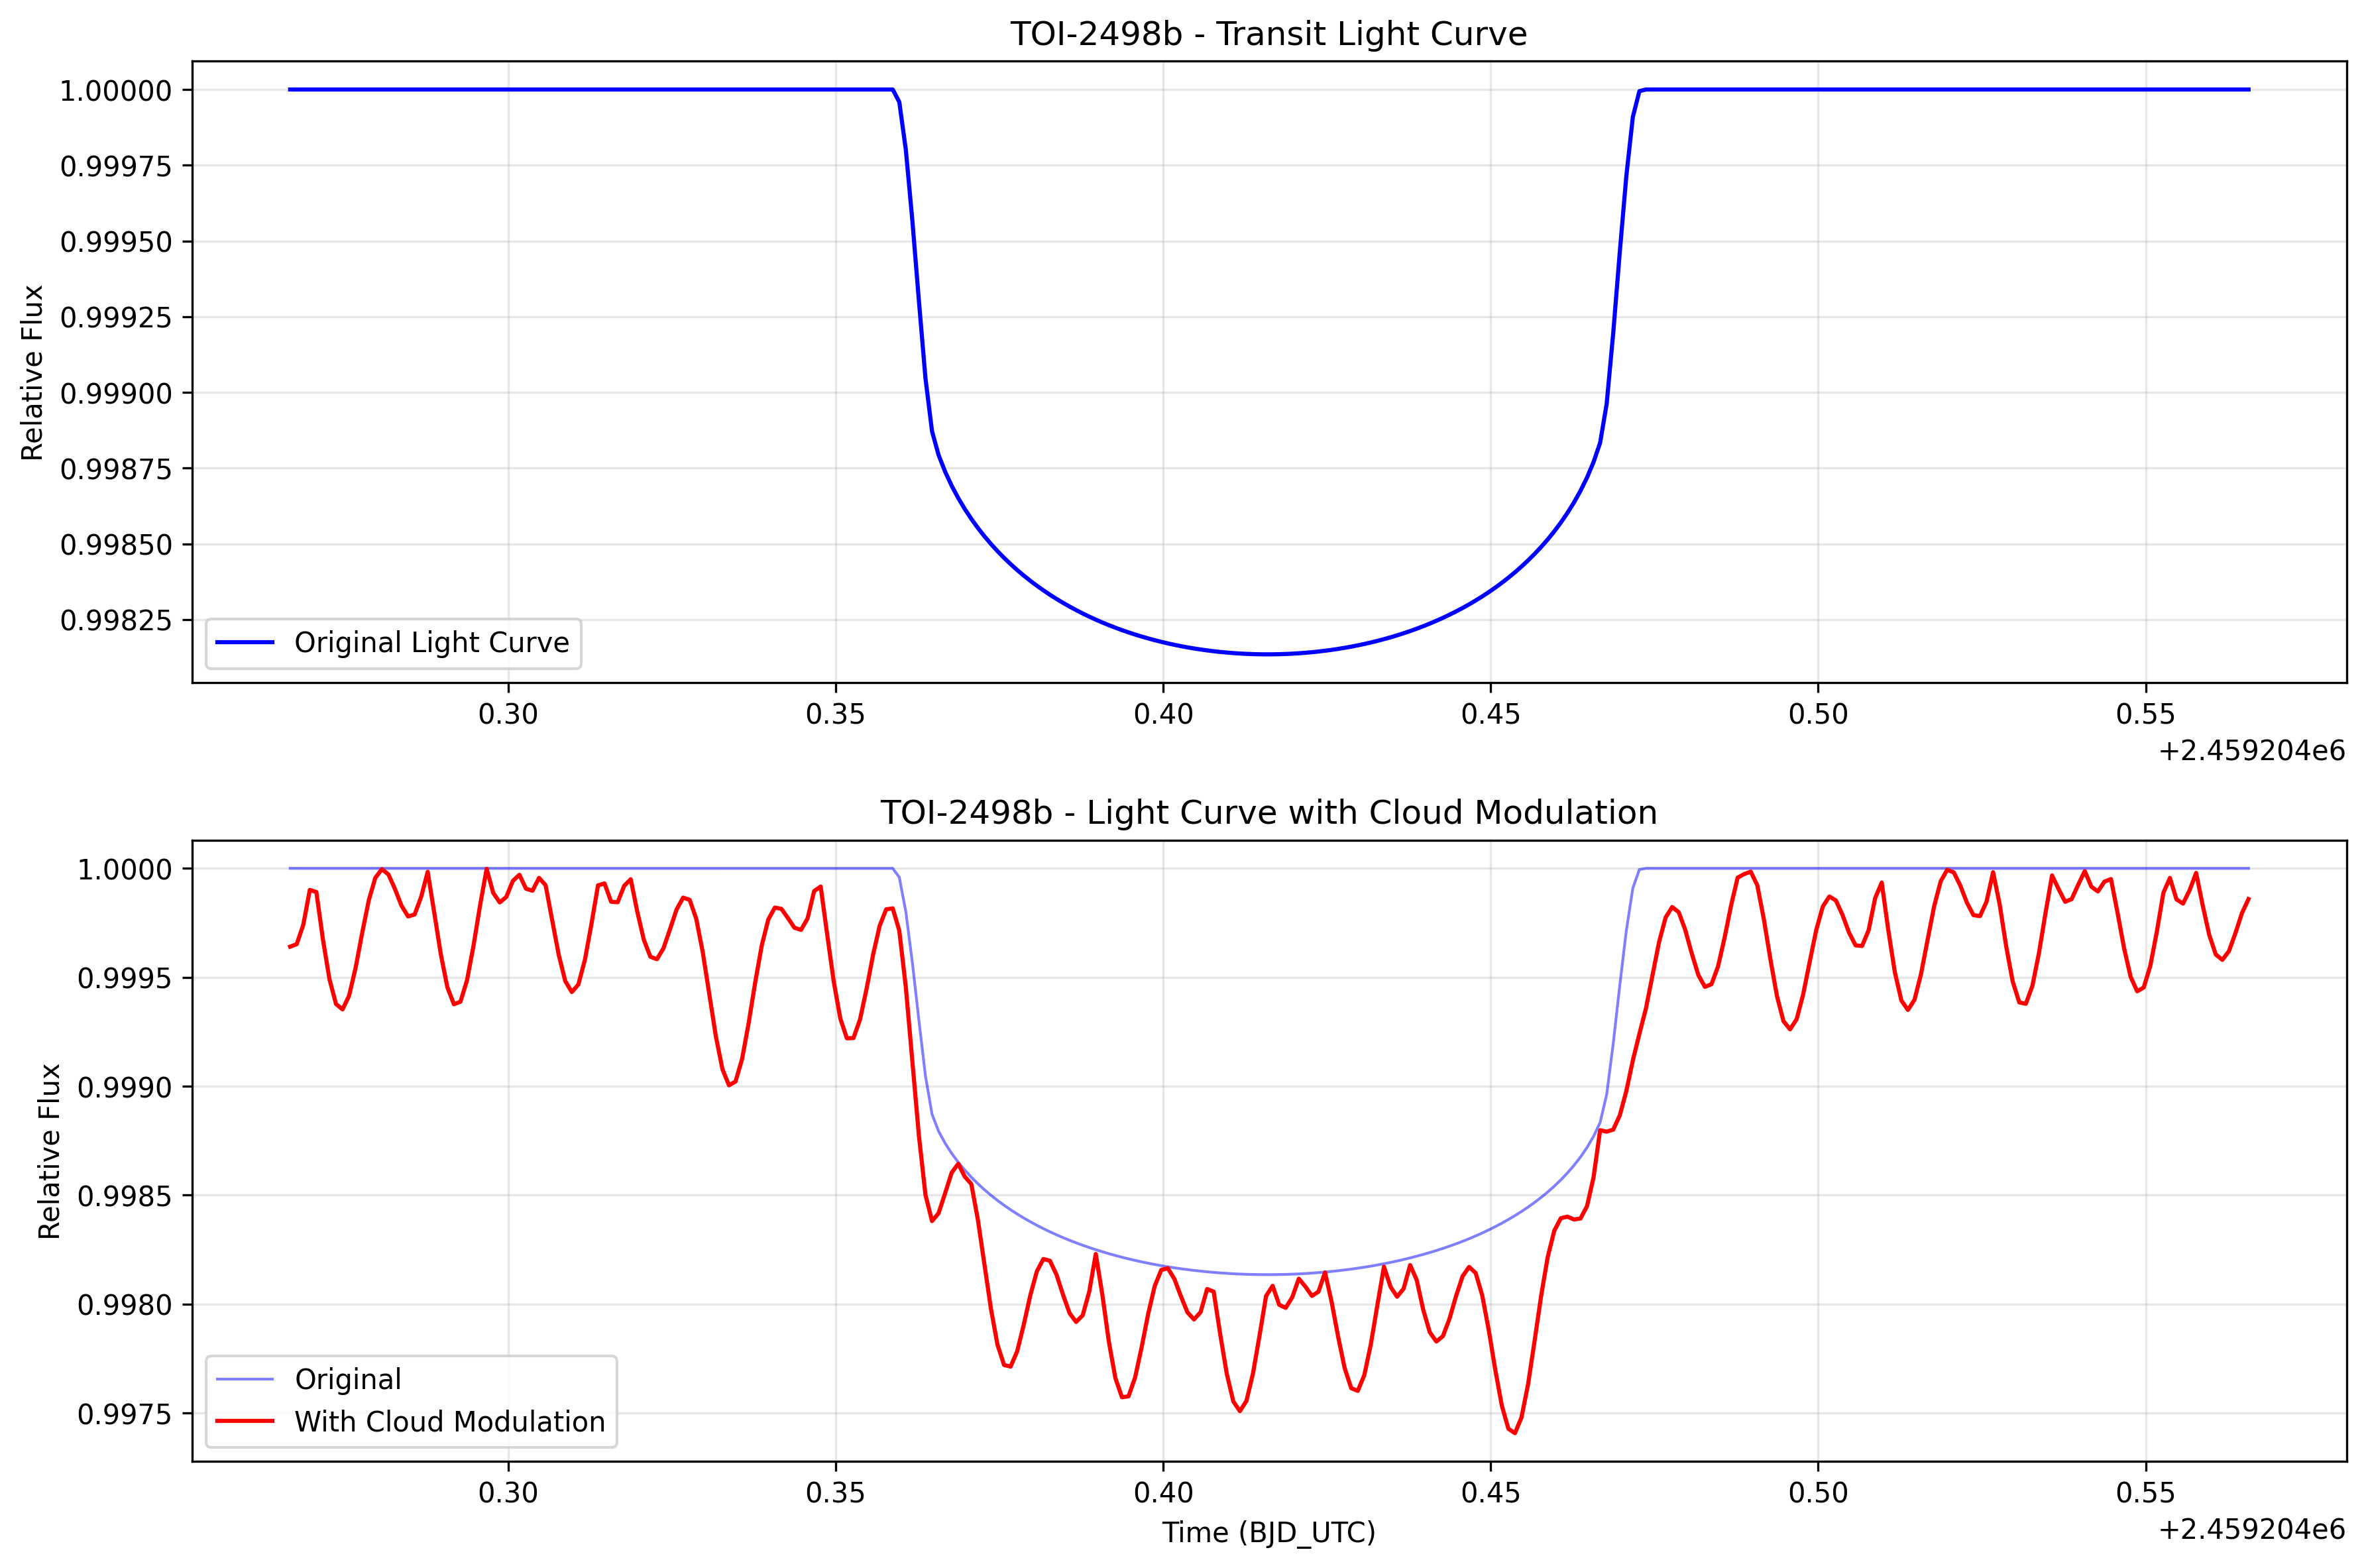 TOI-2498b - Transit Light Curve
Relative Flux
1.00000
0.99975
0.99950
0.99925
0.99900
0.99875
0.99850
0.99825
Original Light Curve
0.30 0.35 0.40 0.45 0.50 0.55
+2.459204e6
TOI-2498b - Light Curve with Cloud Modulation
Relative Flux
1.0000
0.9995
0.9990
0.9985
0.9980
0.9975
Original
With Cloud Modulation
0.30 0.35 0.40 0.45 0.50 0.55
+2.459204e6
Time (BJD_UTC)